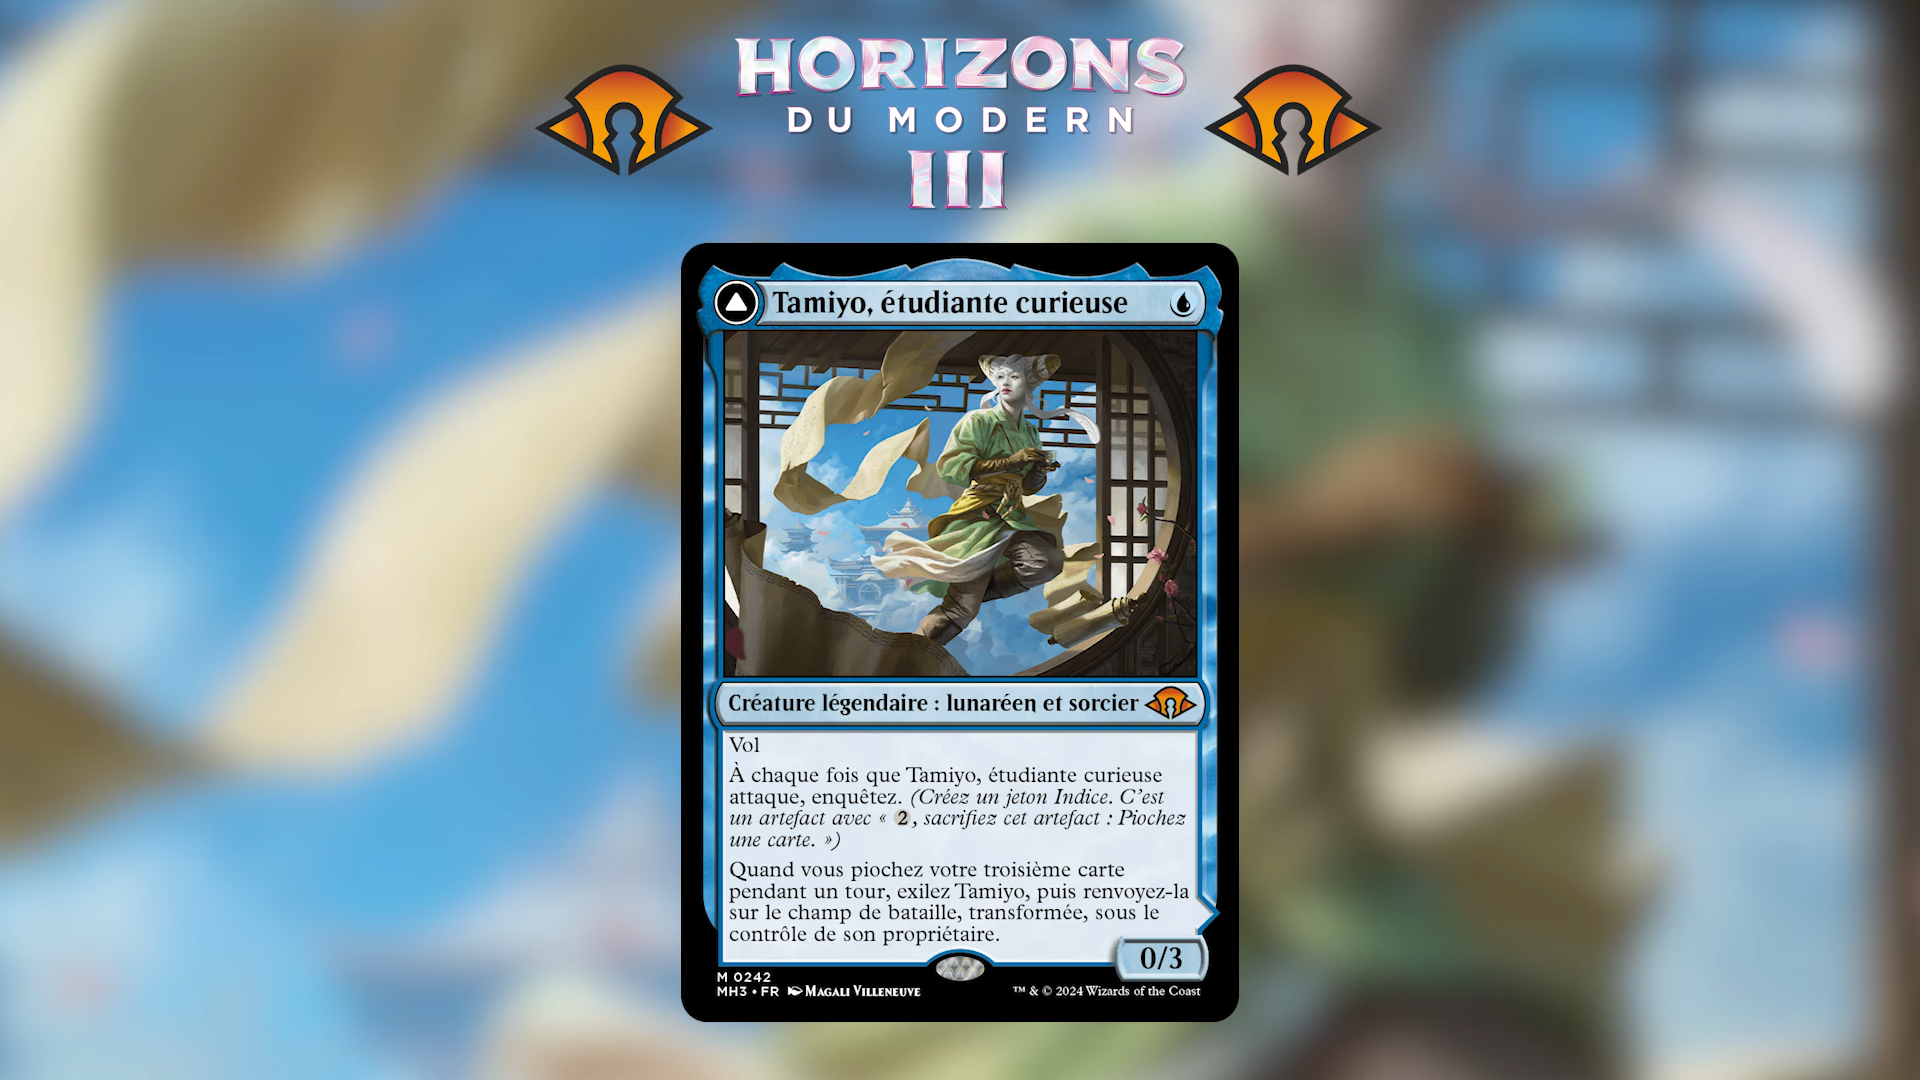 HORIZONS
DU MODERN
III
Tamiyo, étudiante curieuse
Créature légendaire : lunaréen et sorcier
Vol
À chaque fois que Tamiyo, étudiante curieuse
attaque, enquêtez. (Créez un jeton Indice. C'est
un artefact avec « 2, sacrifiez cet artefact : Piochez
une carte. »)
Quand vous piochez votre troisième carte
pendant un tour, exilez Tamiyo, puis renvoyez-la
sur le champ de bataille, transformée, sous le
contrôle de son propriétaire.
0/3
M 0242
MH3 • FR MAGALI VILLENEUVE
™ & © 2024 Wizards of the Coast